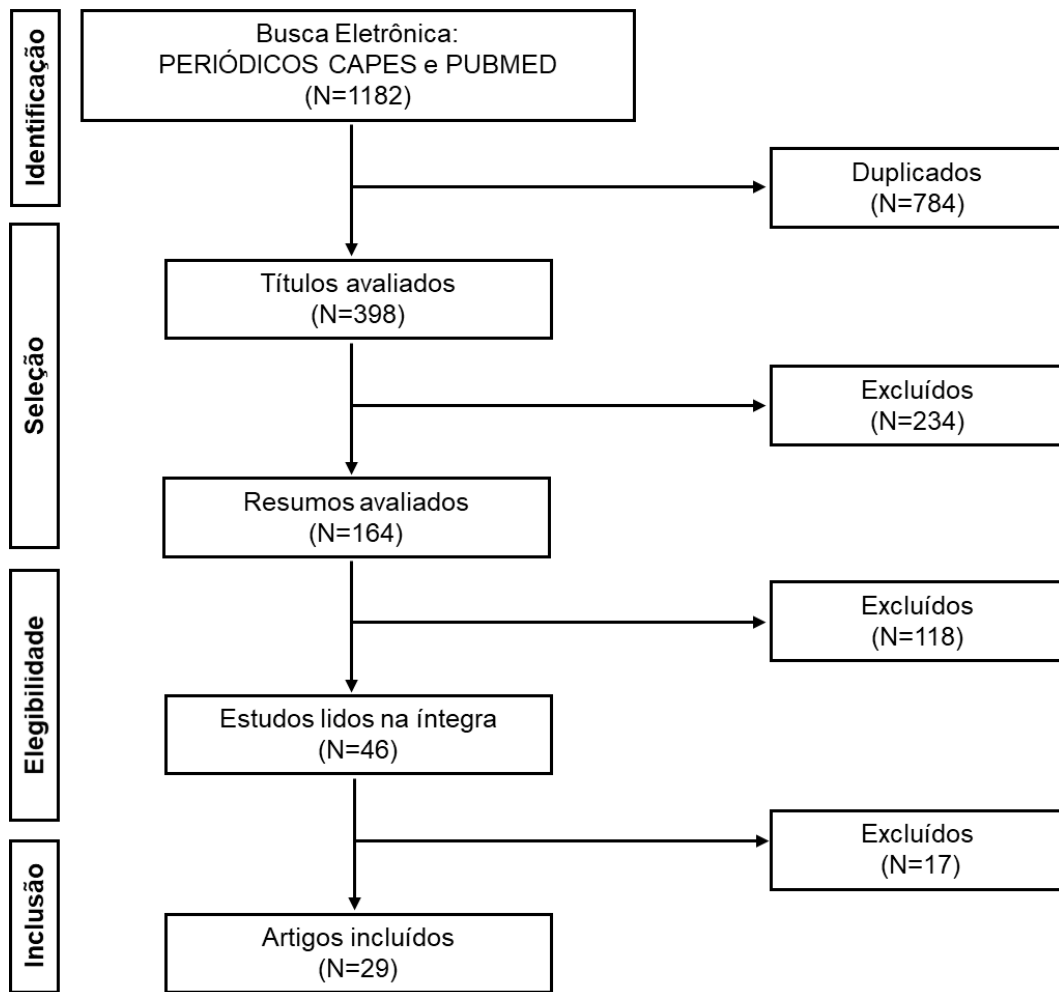 Identificação
Busca Eletrônica:
PERIÓDICOS CAPES e PUBMED
(N=1182)
Duplicados
(N=784)
Seleção
Títulos avaliados
(N=398)
Excluídos
(N=234)
Resumos avaliados
(N=164)
Elegibilidade
Excluídos
(N=118)
Estudos lidos na íntegra
(N=46)
Inclusão
Excluídos
(N=17)
Artigos incluídos
(N=29)